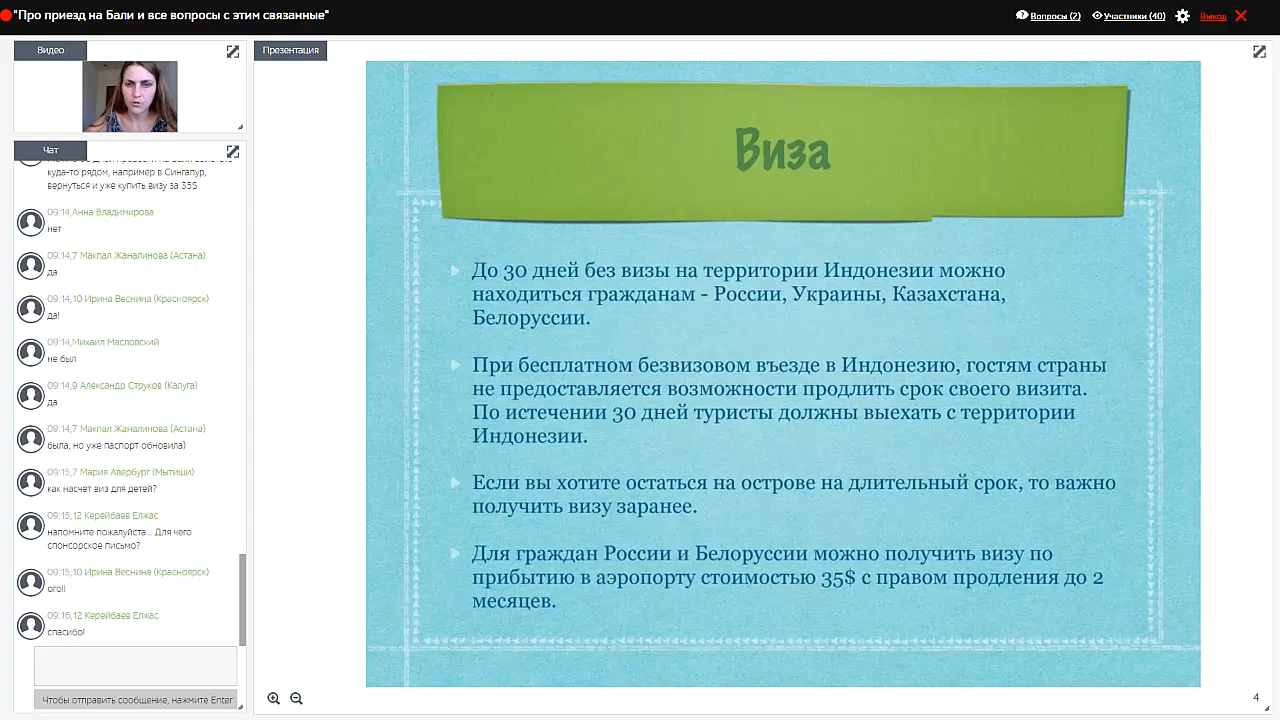 "Про приезд на Бали и все вопросы с этим связанные"
Вопросы (2)
Участники (40)
Выход
Видео
Чат
куда-то рядом, например в Сингапур,
вернуться и уже купить визу за 35$
09:14,Анна Владимирова
нет
09:14,7 Макпал Жаналинова (Астана)
да
09:14,10 Ирина Веснина (Красноярск)
да!
09:14,Михаил Масловский
не был
09:14,9 Александр Струков (Калуга)
да
09:14,7 Макпал Жаналинова (Астана)
была, но уже паспорт обновила)
09:15,7 Мария Авербург (Мытищи)
как насчет виз для детей?
09:15,12 Керейбаев Елжас
напомните пожалуйста... Для чего
спонсорское письмо?
09:15,10 Ирина Веснина (Красноярск)
ого!!
09:16,12 Керейбаев Елжас
спасибо!
Чтобы отправить сообщение, нажмите Enter
Презентация
Виза
До 30 дней без визы на территории Индонезии можно
находиться гражданам - России, Украины, Казахстана,
Белоруссии.
При бесплатном безвизовом въезде в Индонезию, гостям страны
не предоставляется возможности продлить срок своего визита.
По истечении 30 дней туристы должны выехать с территории
Индонезии.
Если вы хотите остаться на острове на длительный срок, то важно
получить визу заранее.
Для граждан России и Белоруссии можно получить визу по
прибытию в аэропорту стоимостью 35$ с правом продления до 2
месяцев.
4